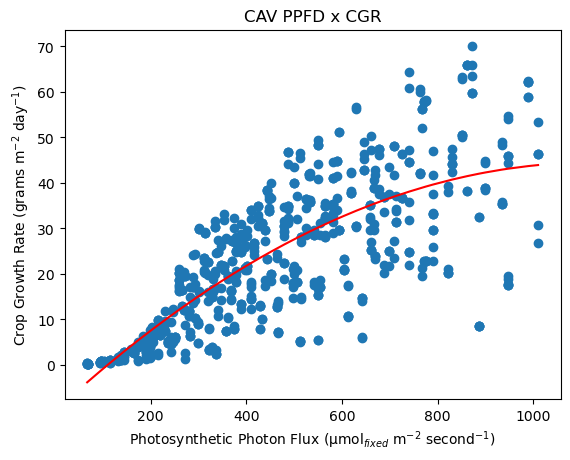 CAV PPFD x CGR
70
60
50
40
30
20
10
0
Crop Growth Rate (grams m⁻² day⁻¹)
200 400 600 800 1000
Photosynthetic Photon Flux (μmol_fixed m⁻² second⁻¹)